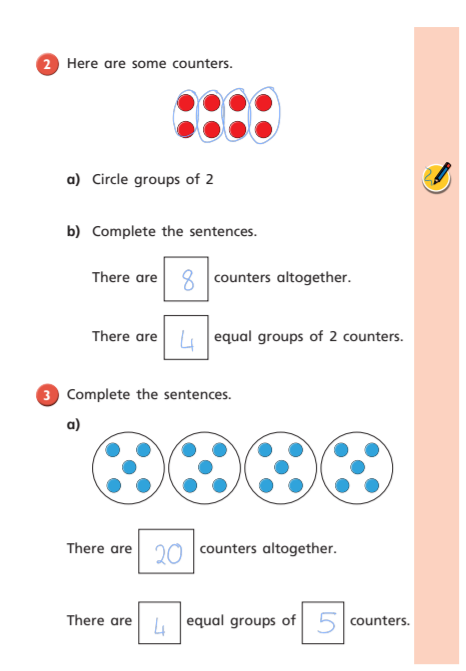 2 Here are some counters.
a) Circle groups of 2
b) Complete the sentences.
There are 8 counters altogether.
There are 4 equal groups of 2 counters.
3 Complete the sentences.
a)
There are 20 counters altogether.
There are 4 equal groups of 5 counters.